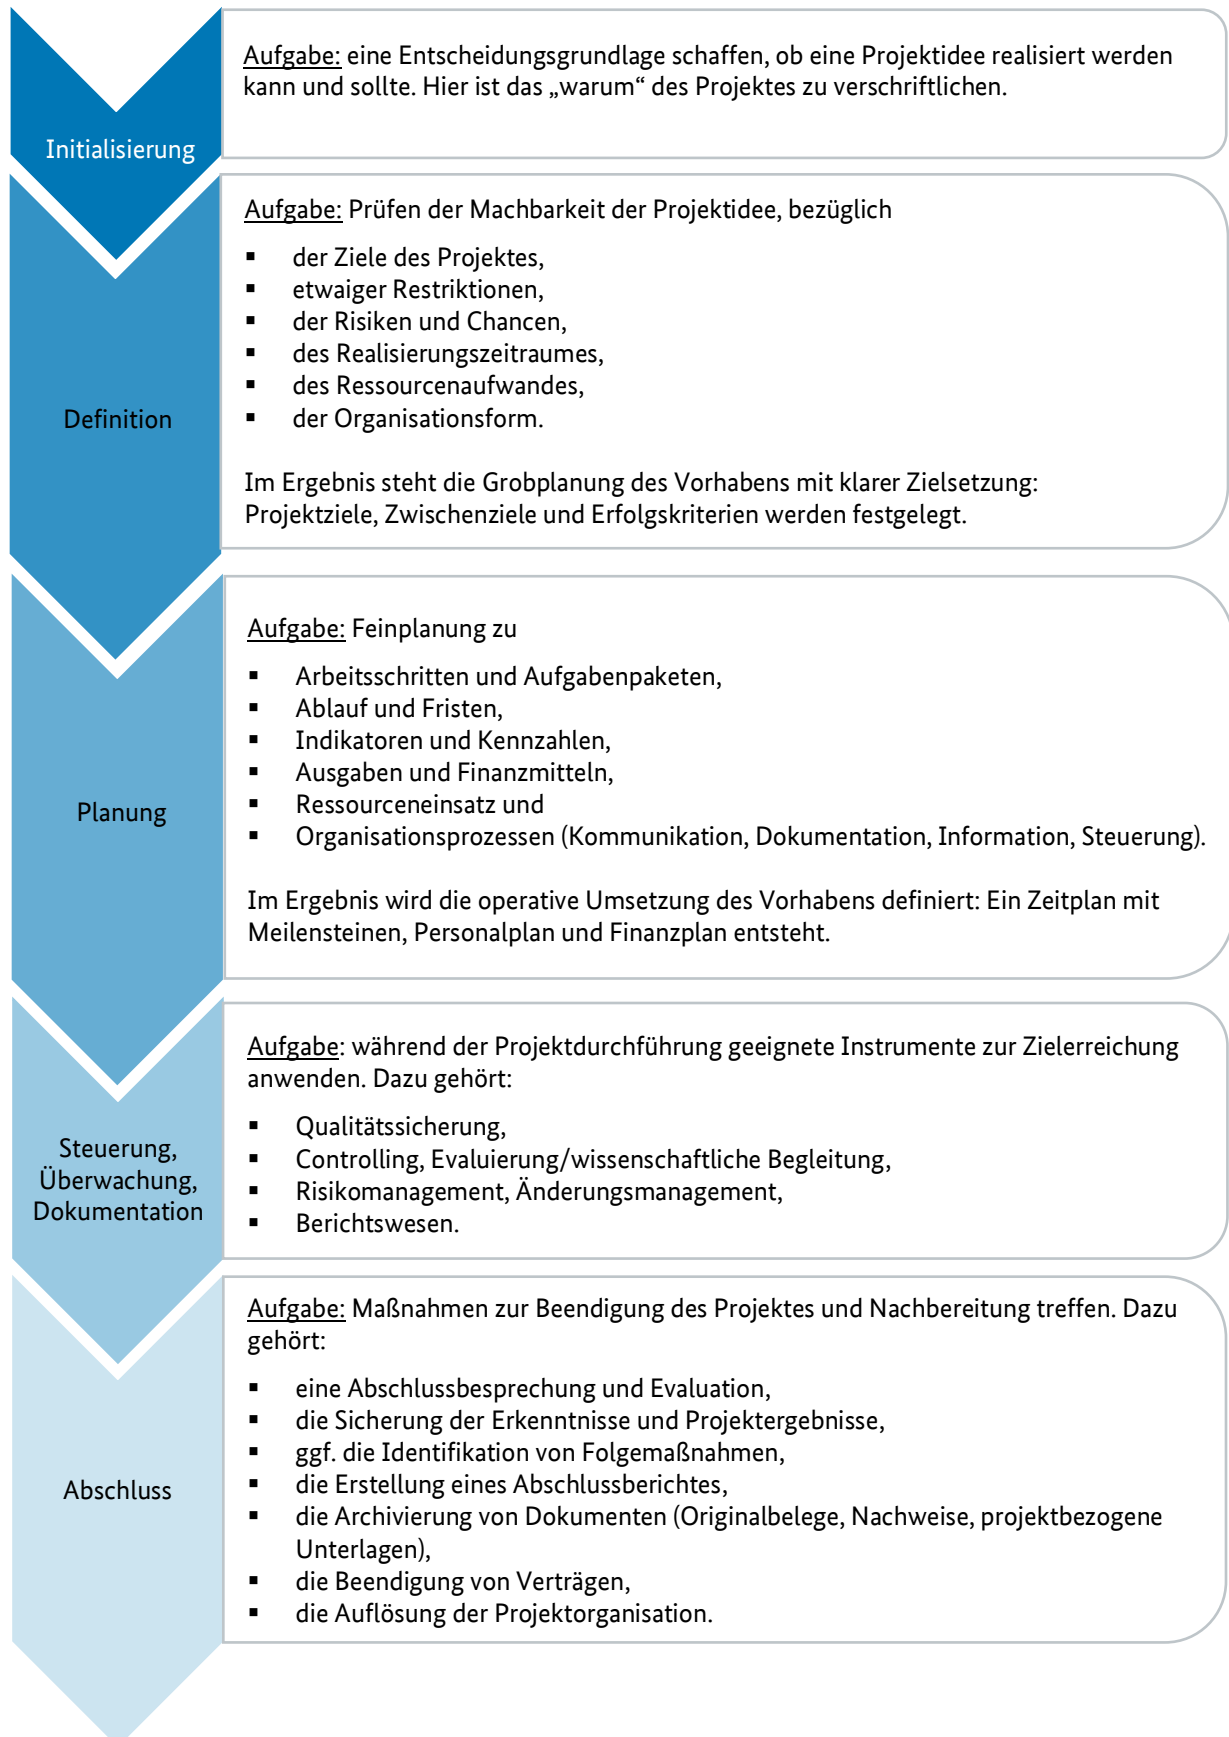 Aufgabe: eine Entscheidungsgrundlage schaffen, ob eine Projektidee realisiert werden
kann und sollte. Hier ist das „warum“ des Projektes zu verschriftlichen.
Initialisierung
Aufgabe: Prüfen der Machbarkeit der Projektidee, bezüglich
▪ der Ziele des Projektes,
▪ etwaiger Restriktionen,
▪ der Risiken und Chancen,
▪ des Realisierungszeitraumes,
▪ des Ressourcenaufwandes,
▪ der Organisationsform.
Definition
Im Ergebnis steht die Grobplanung des Vorhabens mit klarer Zielsetzung:
Projektziele, Zwischenziele und Erfolgskriterien werden festgelegt.
Aufgabe: Feinplanung zu
▪ Arbeitsschritten und Aufgabenpaketen,
▪ Ablauf und Fristen,
▪ Indikatoren und Kennzahlen,
▪ Ausgaben und Finanzmitteln,
▪ Ressourceneinsatz und
▪ Organisationsprozessen (Kommunikation, Dokumentation, Information, Steuerung).
Planung
Im Ergebnis wird die operative Umsetzung des Vorhabens definiert: Ein Zeitplan mit
Meilensteinen, Personalplan und Finanzplan entsteht.
Aufgabe: während der Projektdurchführung geeignete Instrumente zur Zielerreichung
anwenden. Dazu gehört:
▪ Qualitätssicherung,
▪ Controlling, Evaluierung/wissenschaftliche Begleitung,
▪ Risikomanagement, Änderungsmanagement,
▪ Berichtswesen.
Steuerung,
Überwachung,
Dokumentation
Aufgabe: Maßnahmen zur Beendigung des Projektes und Nachbereitung treffen. Dazu
gehört:
▪ eine Abschlussbesprechung und Evaluation,
▪ die Sicherung der Erkenntnisse und Projektergebnisse,
▪ ggf. die Identifikation von Folgemaßnahmen,
▪ die Erstellung eines Abschlussberichtes,
▪ die Archivierung von Dokumenten (Originalbelege, Nachweise, projektbezogene
Unterlagen),
▪ die Beendigung von Verträgen,
▪ die Auflösung der Projektorganisation.
Abschluss